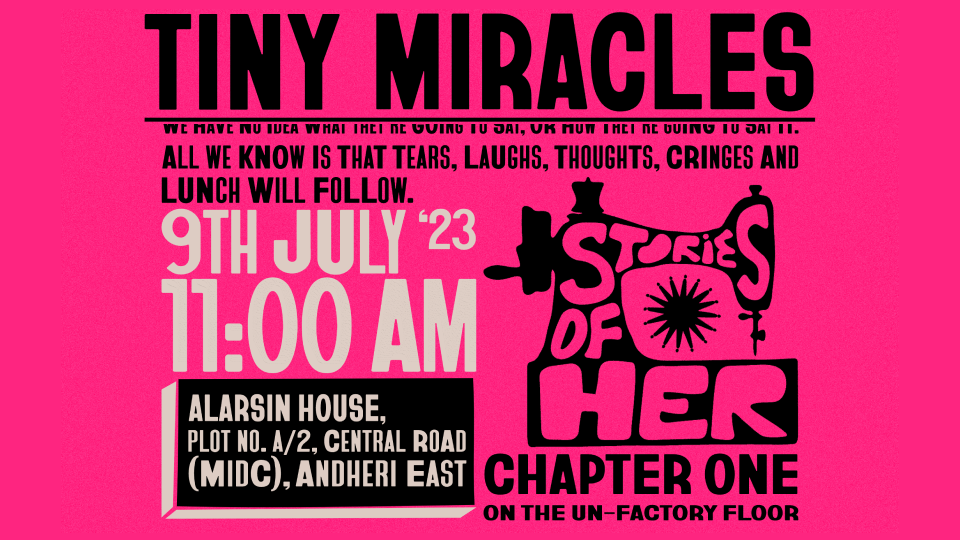 TINY MIRACLES
WE HAVE NO IDEA WHAT THEY'RE GOING TO SAY, OR HOW THEY'RE GOING TO SAY IT.
ALL WE KNOW IS THAT TEARS, LAUGHS, THOUGHTS, CRINGES AND
LUNCH WILL FOLLOW.
9TH JULY '23
11:00 AM
ALARSIN HOUSE,
PLOT NO. A/2, CENTRAL ROAD
(MIDC), ANDHERI EAST
STORIES
OF
HER
CHAPTER ONE
ON THE UN-FACTORY FLOOR